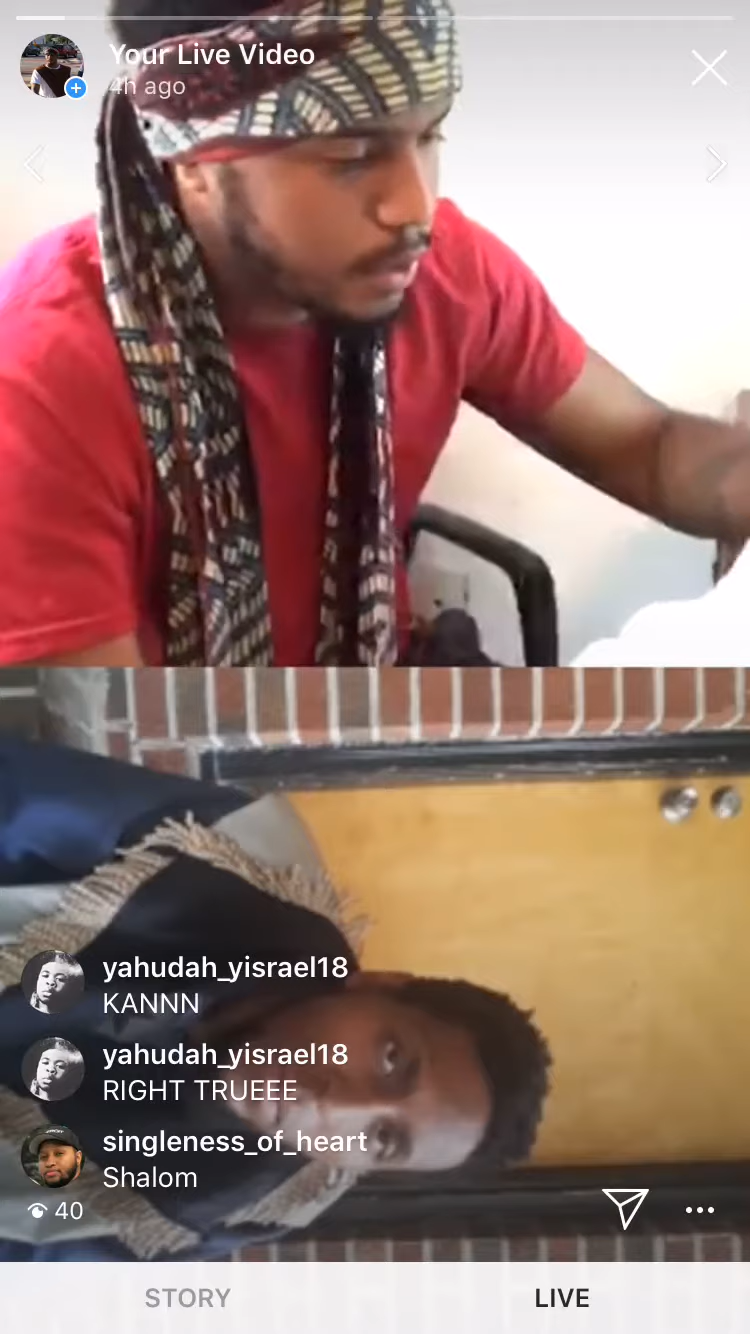 Your Live Video
4h ago
yahudah_yisrael18
KANNN
yahudah_yisrael18
RIGHT TRUEEE
singleness_of_heart
Shalom
40
STORY
LIVE